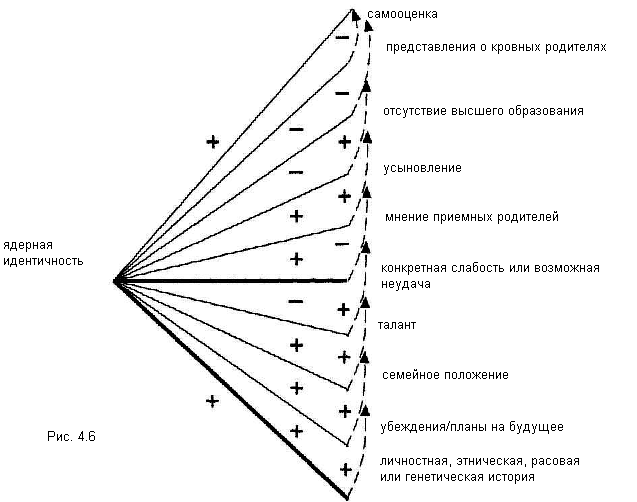 самооценка
представления о кровных родителях
отсутствие высшего образования
усыновление
мнение приемных родителей
ядерная
идентичность
конкретная слабость или возможная
неудача
талант
семейное положение
убеждения/планы на будущее
Рис. 4.6
личностная, этническая, расовая
или генетическая история